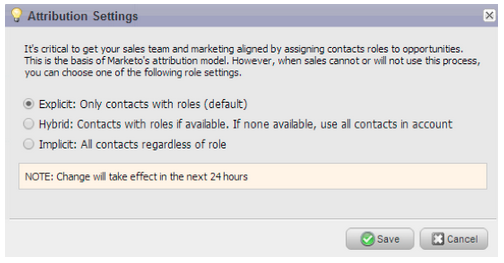 Attribution Settings
It's critical to get your sales team and marketing aligned by assigning contacts roles to opportunities.
This is the basis of Marketo's attribution model. However, when sales cannot or will not use this process,
you can choose one of the following role settings.
Explicit: Only contacts with roles (default)
Hybrid: Contacts with roles if available. If none available, use all contacts in account
Implicit: All contacts regardless of role
NOTE: Change will take effect in the next 24 hours
Save Cancel